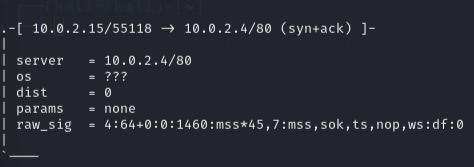 .-[ 10.0.2.15/55118 → 10.0.2.4/80 (syn+ack) ]-
|
| server   = 10.0.2.4/80
| os       = ???
| dist     = 0
| params   = none
| raw_sig  = 4:64+0:0:1460:mss*45,7:mss,sok,ts,nop,ws:df:0
|
`____